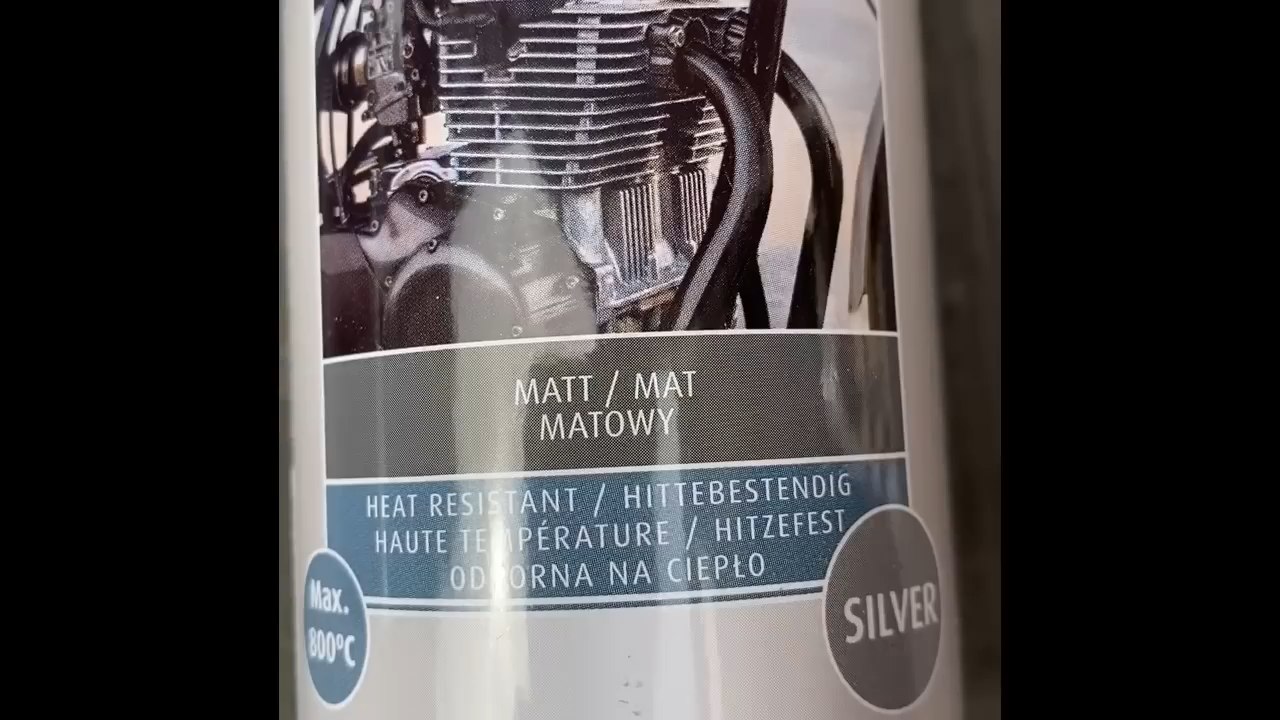 MATT / MAT
MATOWY
HEAT RESISTANT / HITTEBESTENDIG
HAUTE TEMPÉRATURE / HITZEFEST
ODPORNA NA CIEPŁO
Max.
800°C
SILVER